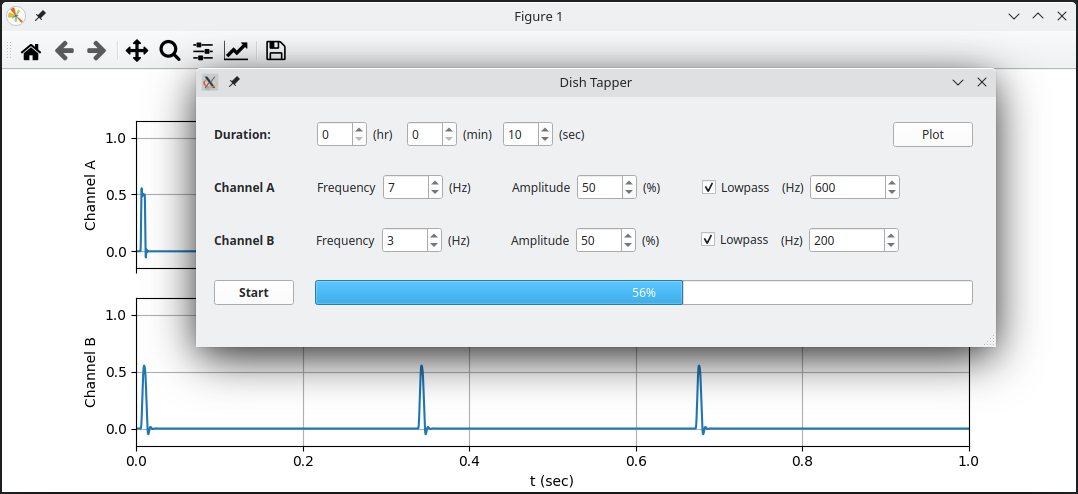 Figure 1
Dish Tapper
Duration: 0 (hr) 0 (min) 10 (sec) Plot
Channel A Frequency 7 (Hz) Amplitude 50 (%) Lowpass (Hz) 600
Channel B Frequency 3 (Hz) Amplitude 50 (%) Lowpass (Hz) 200
Start 56%
Channel A
1.0
0.5
0.0
Channel B
1.0
0.5
0.0
0.0 0.2 0.4 0.6 0.8 1.0
t (sec)